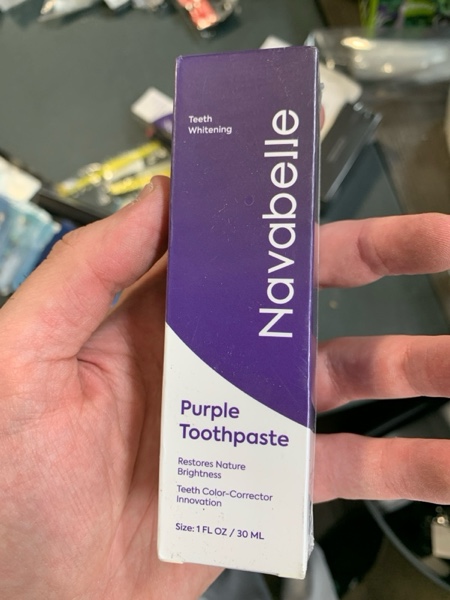 Teeth
Whitening
Navabelle
Purple
Toothpaste
Restores Nature
Brightness
Teeth Color-Corrector
Innovation
Size: 1 FL OZ / 30 ML